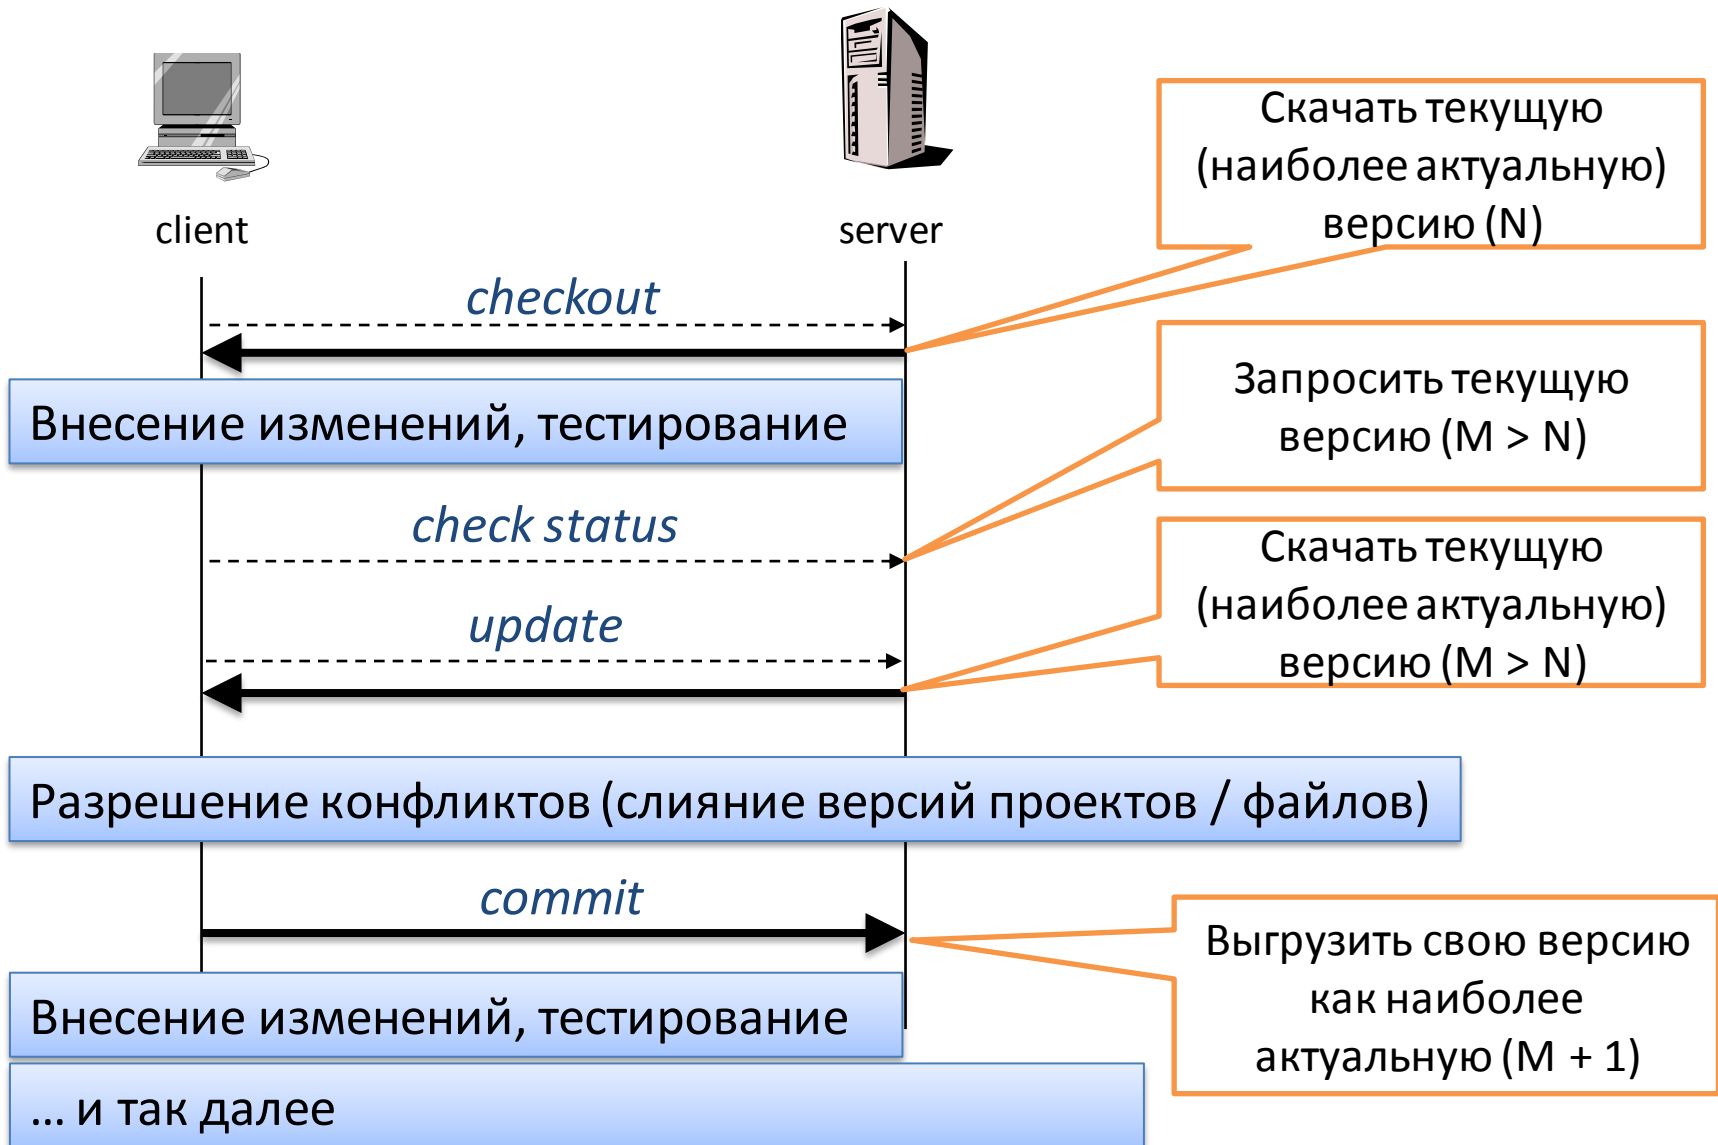 client
server
Скачать текущую
(наиболее актуальную)
версию (N)
checkout
Внесение изменений, тестирование
Запросить текущую
версию (M > N)
check status
Скачать текущую
(наиболее актуальную)
версию (M > N)
update
Разрешение конфликтов (слияние версий проектов / файлов)
commit
Выгрузить свою версию
как наиболее
актуальную (M + 1)
Внесение изменений, тестирование
... и так далее